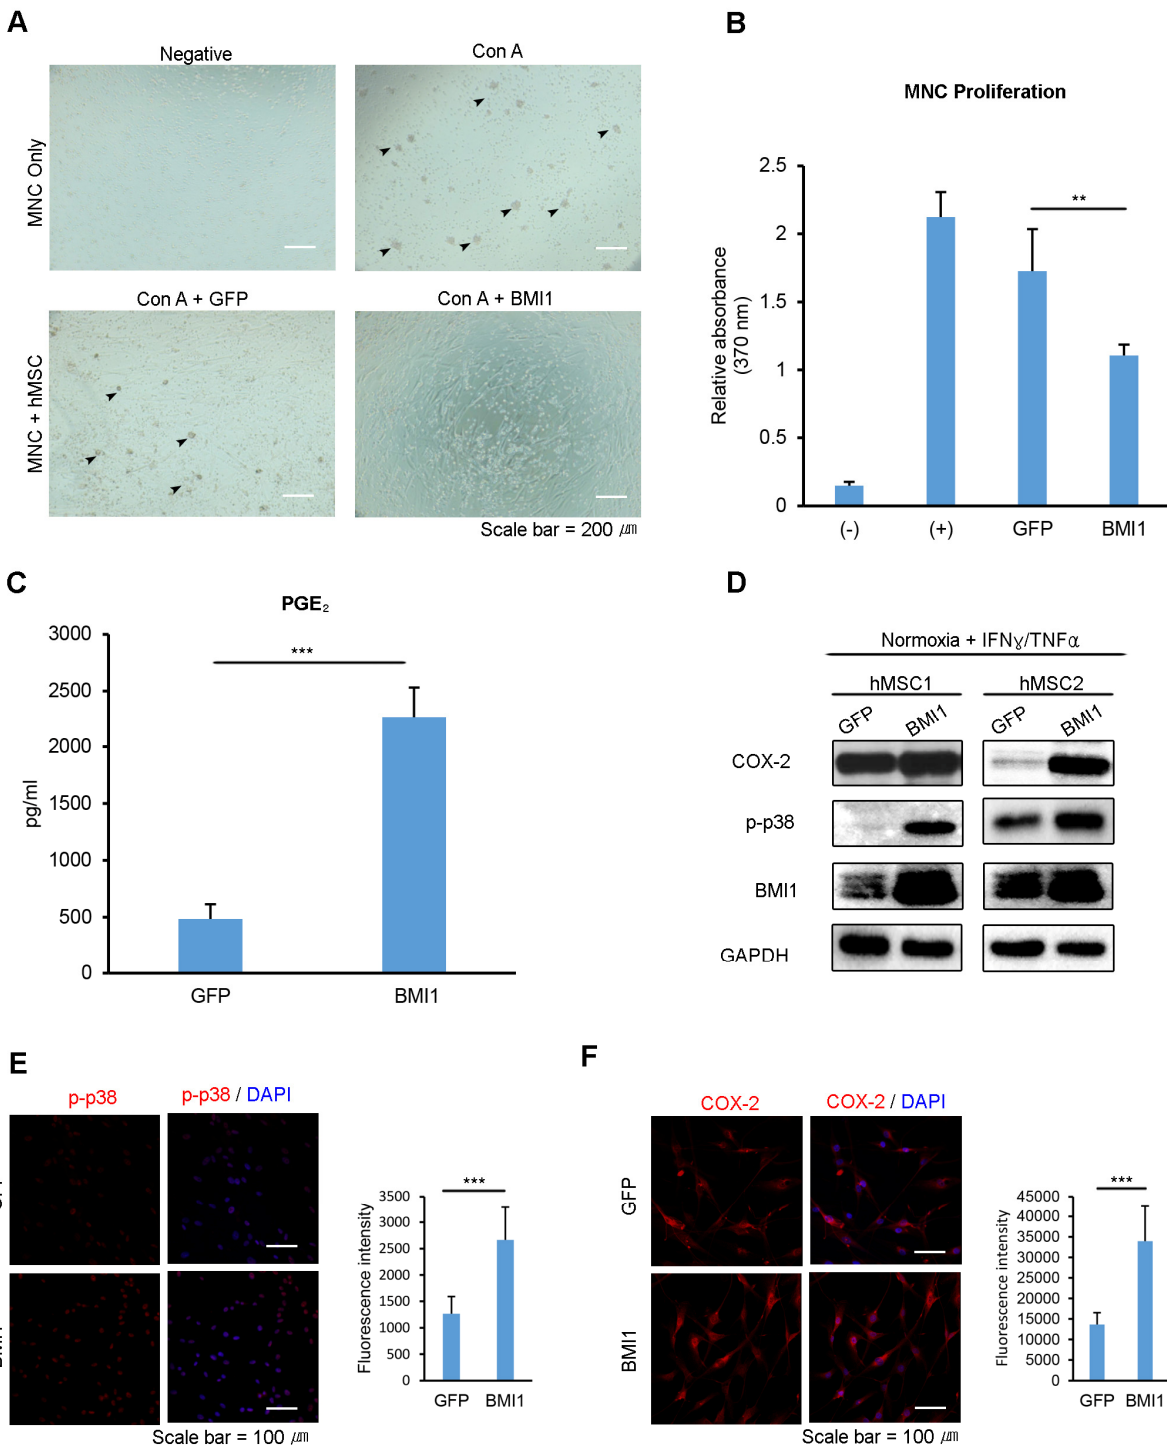 A
Negative
Con A
MNC Only
Con A + GFP
Con A + BMI1
MNC + hMSC
Scale bar = 200 ㎛
B
MNC Proliferation
**
2.5
2
1.5
1
0.5
0
Relative absorbance
(370 nm)
(-)
(+)
GFP
BMI1
C
PGE₂
***
3000
2500
2000
1500
1000
500
0
pg/ml
GFP
BMI1
D
Normoxia + IFNɣ/TNFα
hMSC1
hMSC2
GFP
BMI1
GFP
BMI1
COX-2
p-p38
BMI1
GAPDH
E
p-p38
p-p38 / DAPI
Scale bar = 100 ㎛
***
3500
3000
2500
2000
1500
1000
500
0
Fluorescence intensity
GFP
BMI1
F
COX-2
COX-2 / DAPI
GFP
BMI1
Scale bar = 100 ㎛
***
45000
40000
35000
30000
25000
20000
15000
10000
5000
0
Fluorescence intensity
GFP
BMI1